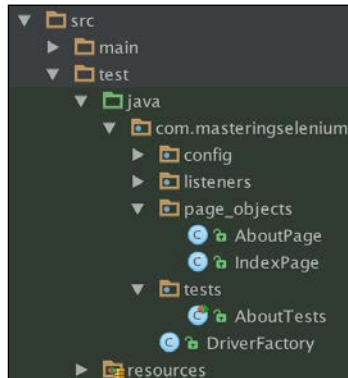 src
main
test
java
com.masteringselenium
config
listeners
page_objects
AboutPage
IndexPage
tests
AboutTests
DriverFactory
resources